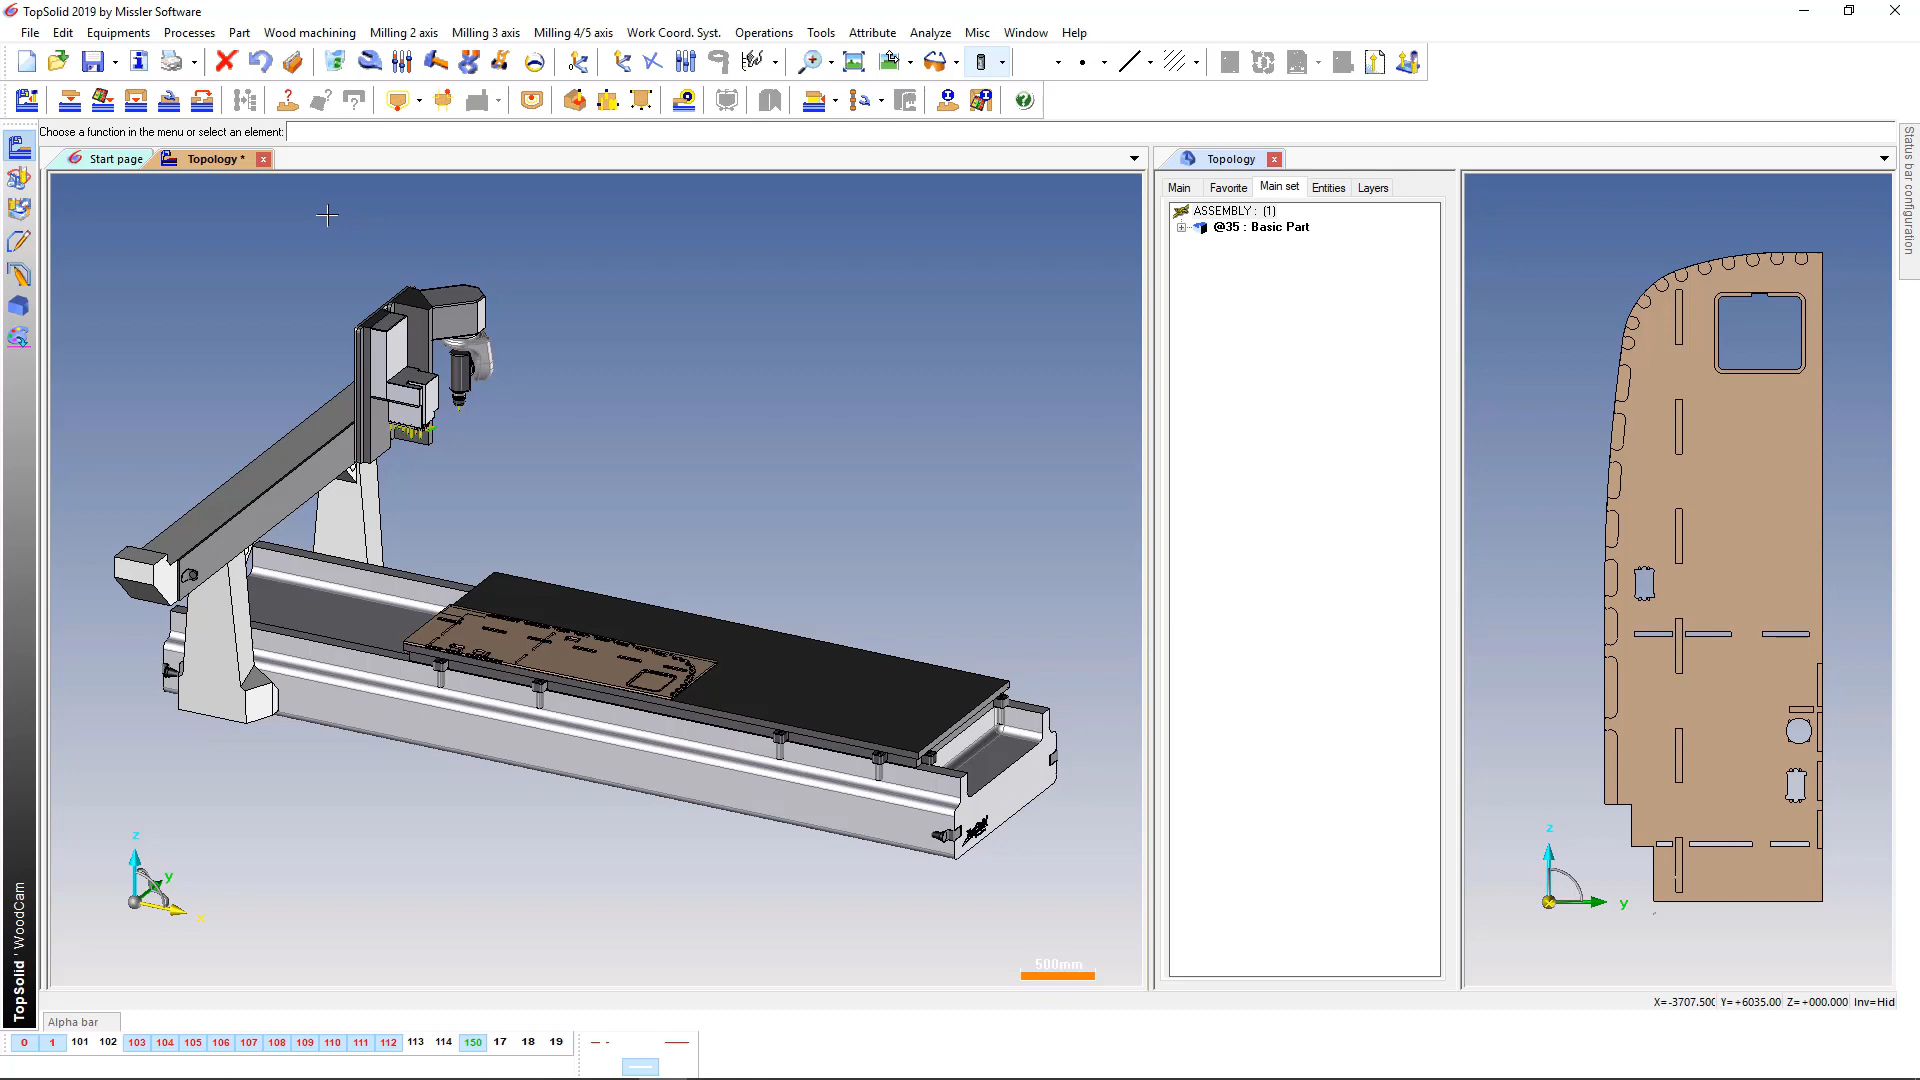 TopSolid 2019 by Missler Software
File Edit Equipments Processes Part Wood machining Milling 2 axis Milling 3 axis Milling 4/5 axis Work Coord. Syst. Operations Tools Attribute Analyze Misc Window Help
Choose a function in the menu or select an element:
Start page
Topology *
Topology
Main Favorite Main set Entities Layers
ASSEMBLY : (1)
@35 : Basic Part
Status bar configuration
z
y
x
z
y
500mm
TopSolid ' WoodCam
X=-3707.500 Y=+6035.00 Z=+000.000 Inv=Hid
Alpha bar
0 1 101 102 103 104 105 106 107 108 109 110 111 112 113 114 150 17 18 19